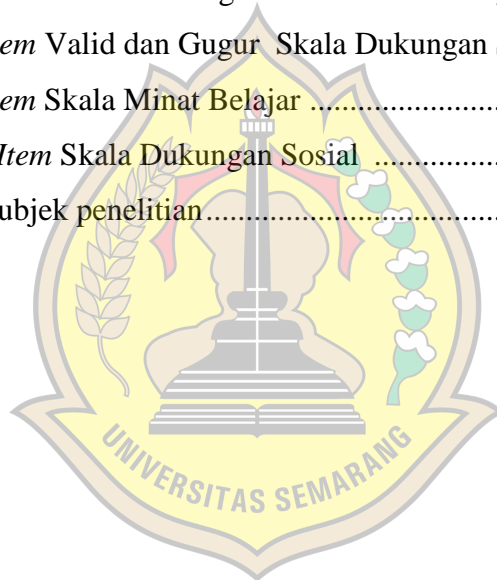 em Valid dan Gugur Skala Dukungan
em Skala Minat Belajar ......................
Item Skala Dukungan Sosial ..............
ubjek penelitian....................................
UNIVERSITAS SEMARANG